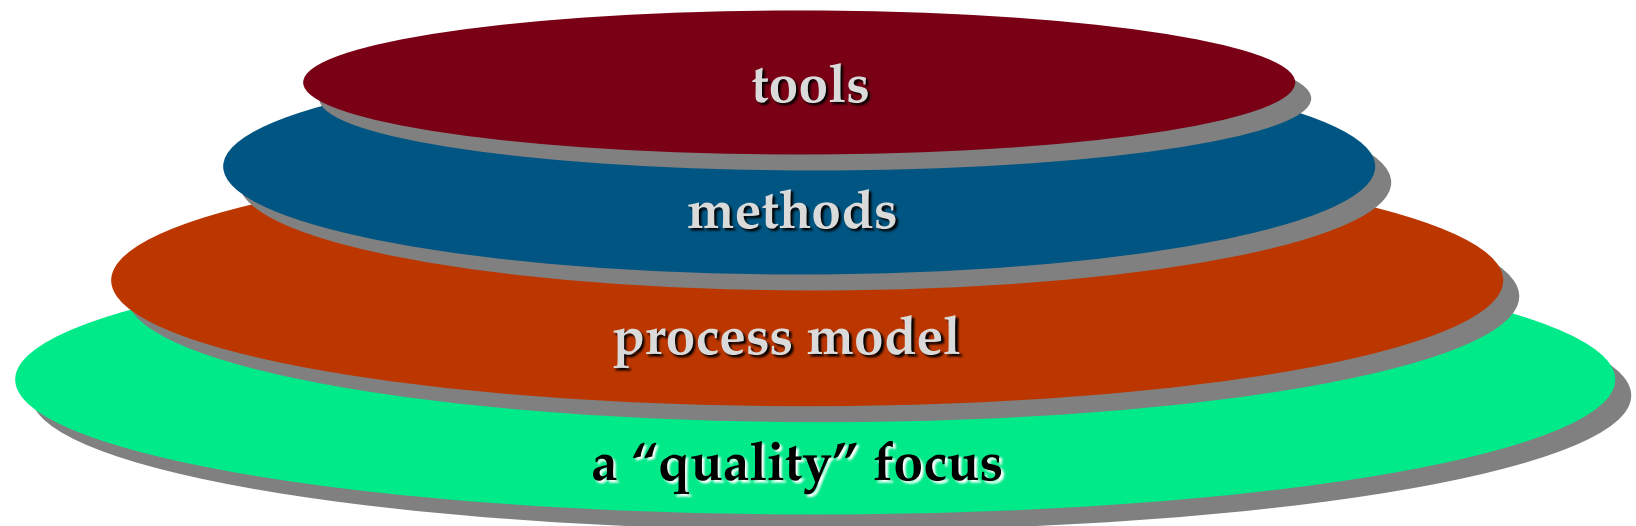 tools
methods
process model
a “quality” focus